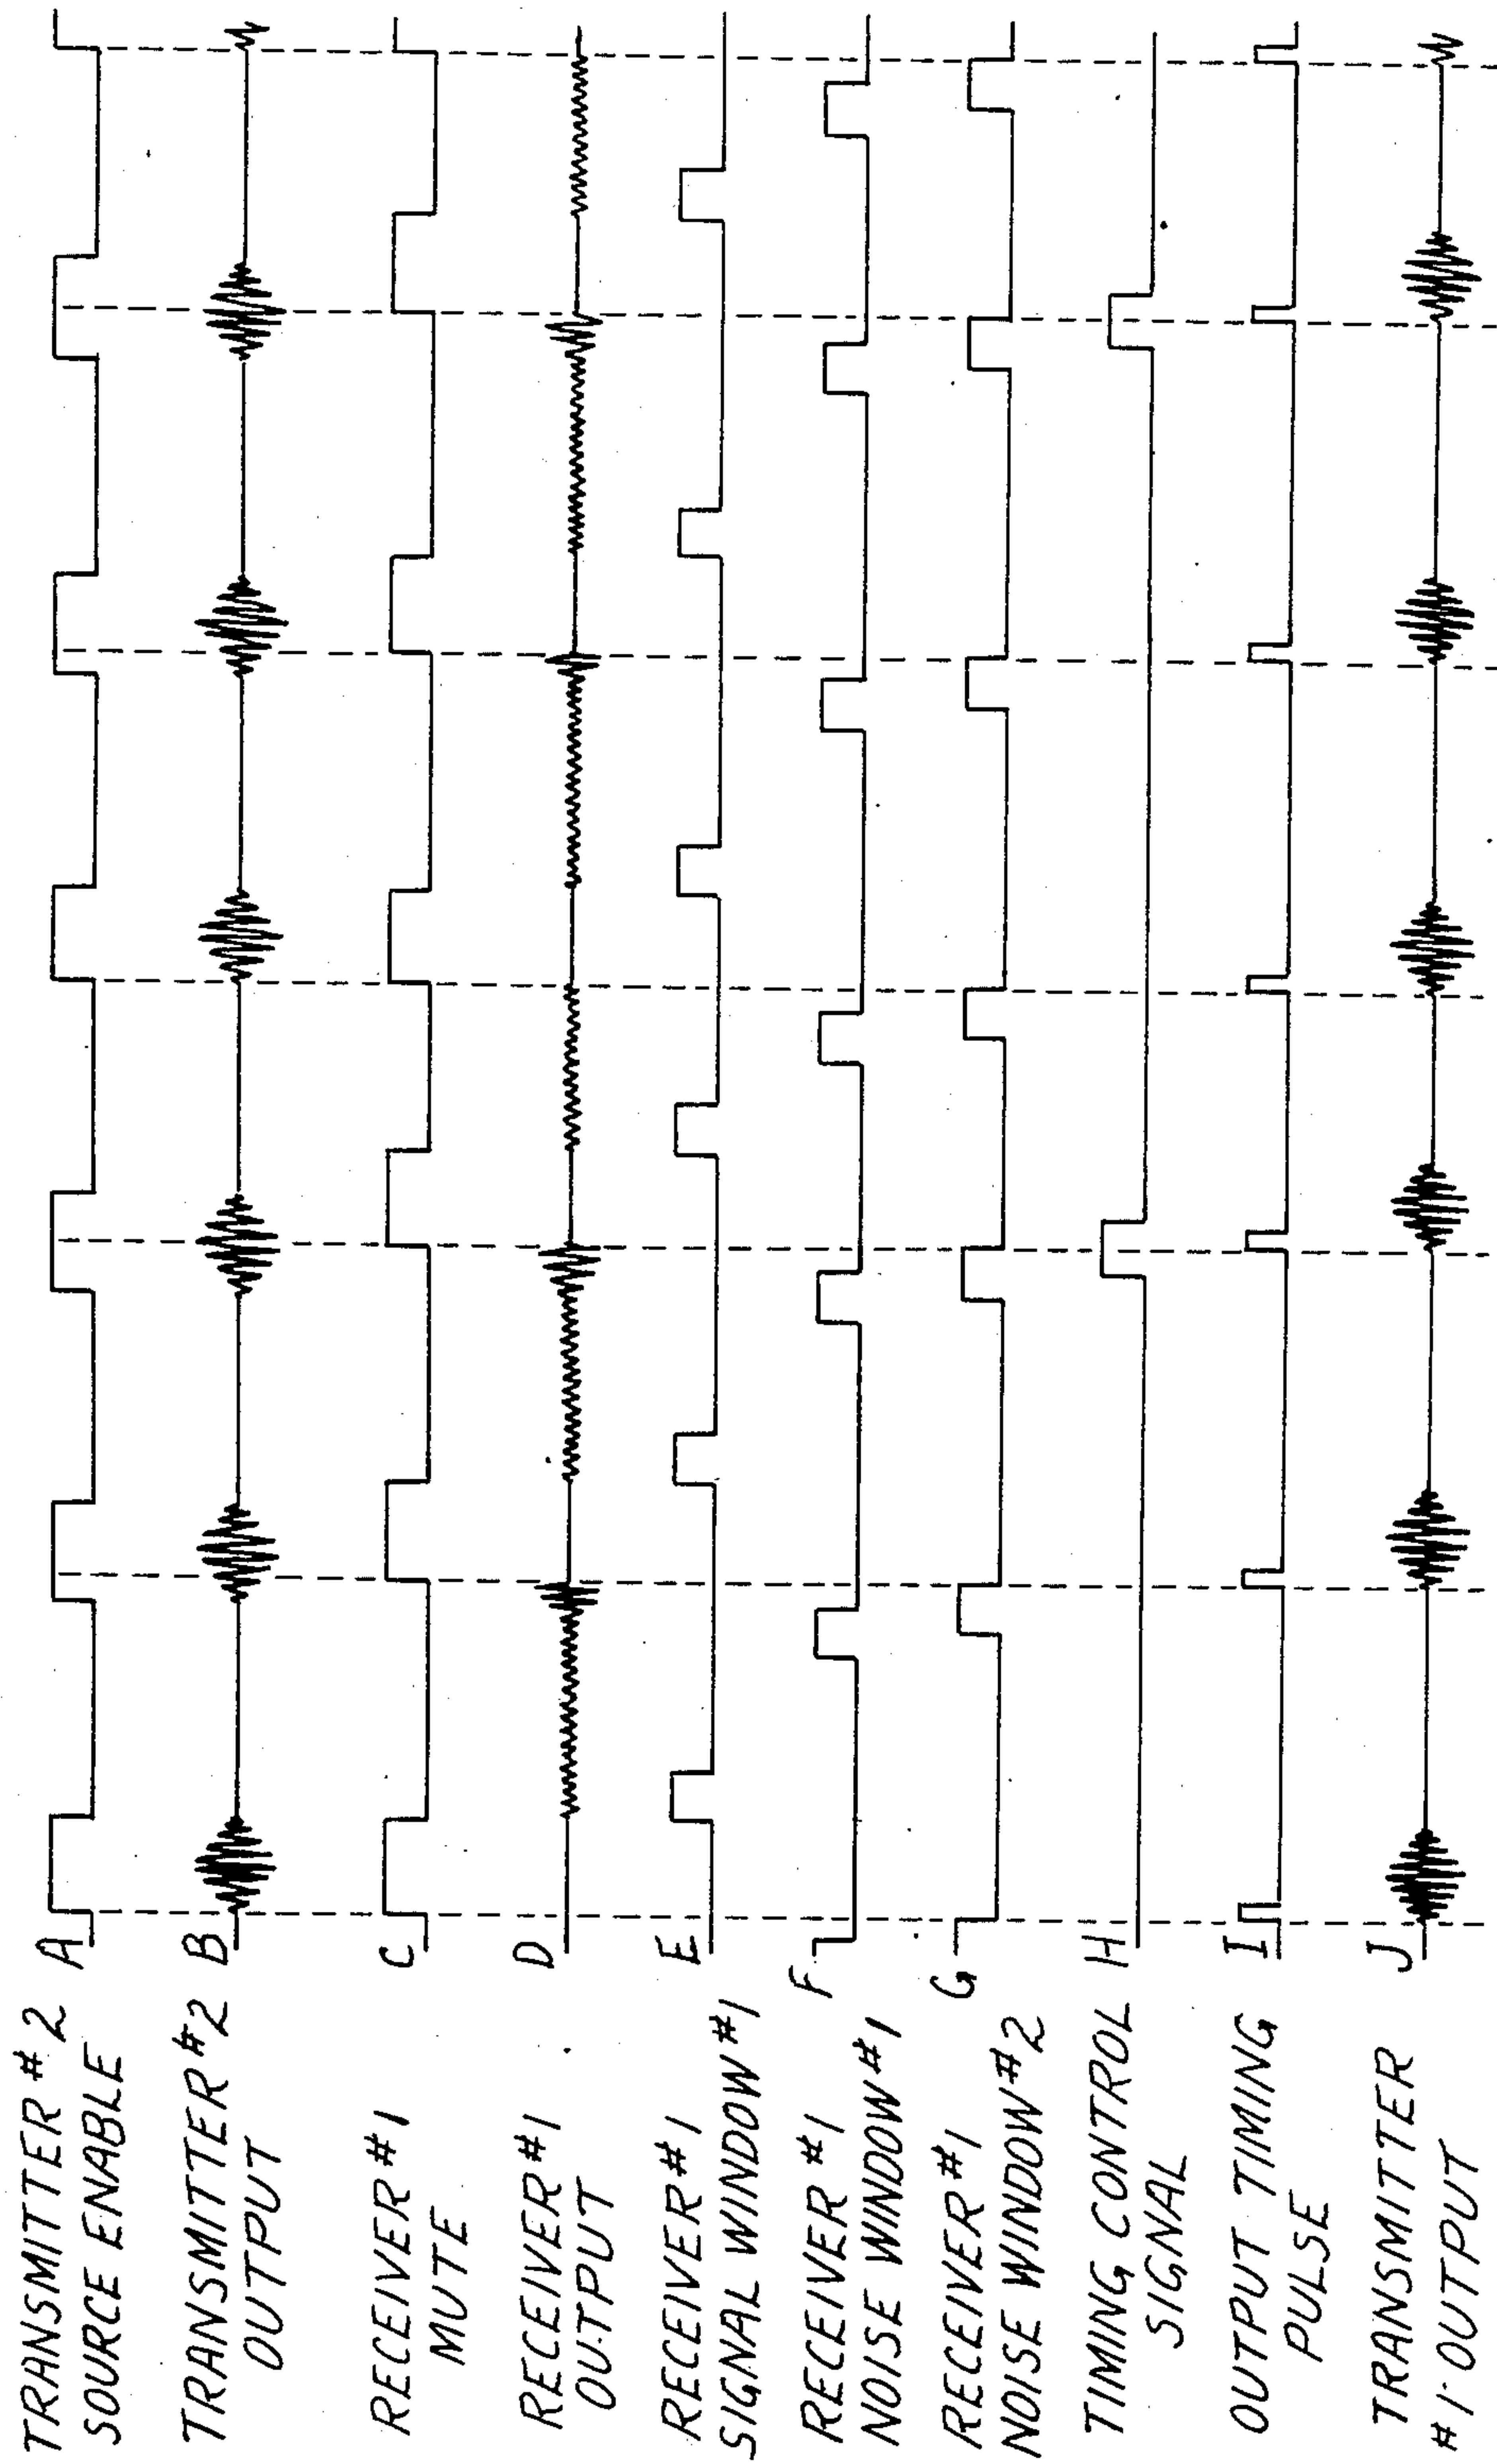 TRANSMITTER # 2
SOURCE ENABLE
A
TRANSMITTER #2
OUTPUT
B
RECEIVER #1
MUTE
C
RECEIVER #1
OUTPUT
D
RECEIVER #1
SIGNAL WINDOW #1
E
RECEIVER #1
NOISE WINDOW #1
F
RECEIVER #1
NOISE WINDOW #2
G
TIMING CONTROL
SIGNAL
H
OUTPUT TIMING
PULSE
I
TRANSMITTER
#1 OUTPUT
J